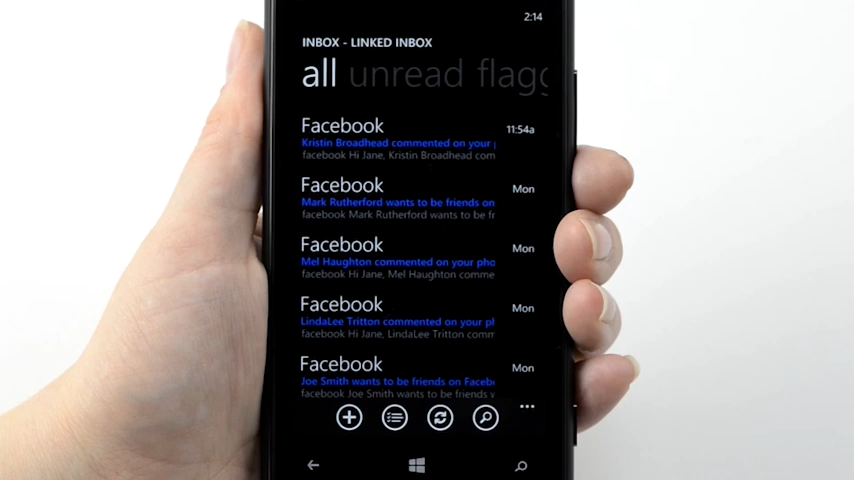 2:14
INBOX - LINKED INBOX
all unread flagg
Facebook 11:54a
Kristin Broadhead commented on your
facebook Hi Jane, Kristin Broadhead com
Facebook Mon
Mark Rutherford wants to be friends on
facebook Mark Rutherford wants to be fr
Facebook Mon
Mel Haughton commented on your pho
facebook Hi Jane, Mel Haughton comme
Facebook Mon
LindaLee Tritton commented on your ph
facebook Hi Jane, LindaLee Tritton comm
Facebook Mon
Joe Smith wants to be friends on Facebo
facebook Joe Smith wants to be friends